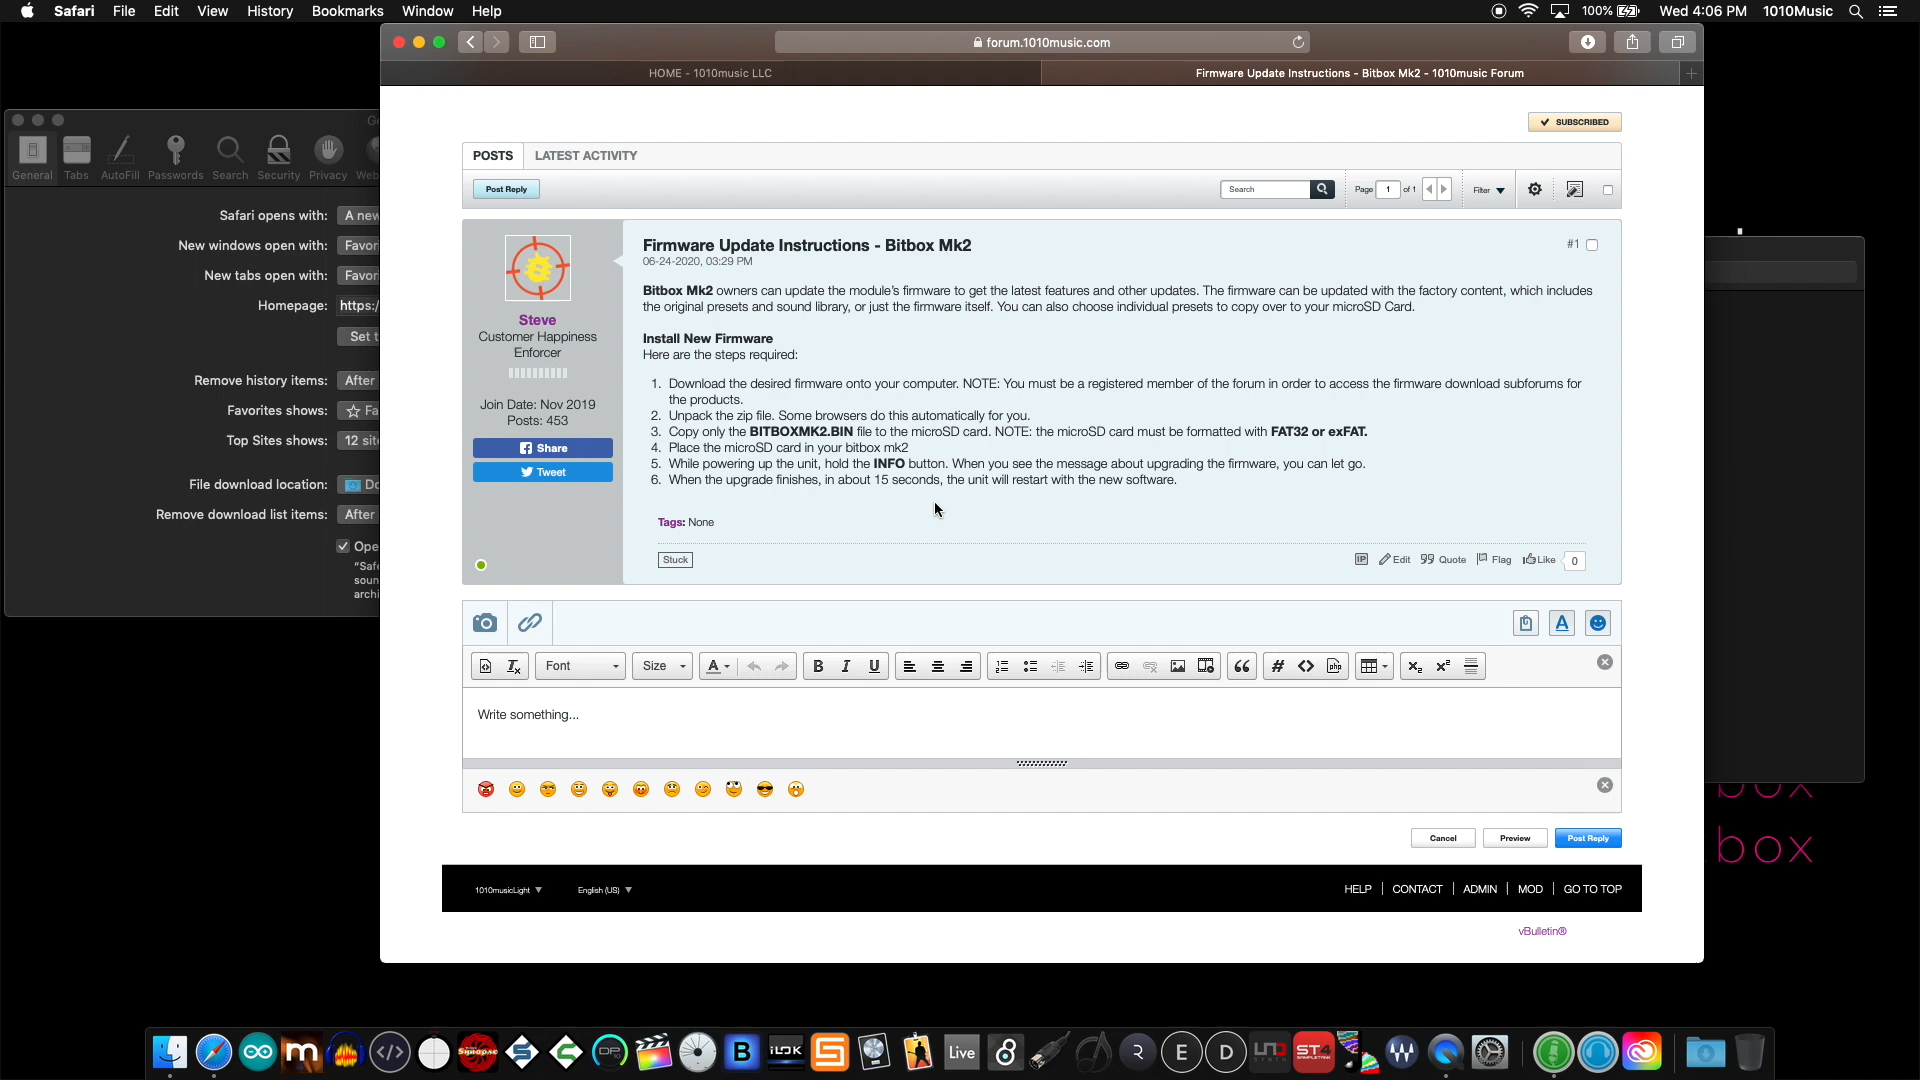 Safari File Edit View History Bookmarks Window Help
100% Wed 4:06 PM 1010Music
forum.1010music.com
HOME - 1010music LLC
Firmware Update Instructions - Bitbox Mk2 - 1010music Forum
General Tabs AutoFill Passwords Search Security Privacy
Safari opens with:
New windows open with:
New tabs open with:
Homepage: https:/
Set t
Remove history items: After
Favorites shows:
Top Sites shows: 12
File download location:
Remove download list items: After
SUBSCRIBED
POSTS LATEST ACTIVITY
Post Reply
Search
Page 1 of 1
Filter
Steve
Customer Happiness
Enforcer
Join Date: Nov 2019
Posts: 453
Share
Tweet
Firmware Update Instructions - Bitbox Mk2
#1
06-24-2020, 03:29 PM
Bitbox Mk2 owners can update the module's firmware to get the latest features and other updates. The firmware can be updated with the factory content, which includes
the original presets and sound library, or just the firmware itself. You can also choose individual presets to copy over to your microSD Card.
Install New Firmware
Here are the steps required:
1. Download the desired firmware onto your computer. NOTE: You must be a registered member of the forum in order to access the firmware download subforums for
the products.
2. Unpack the zip file. Some browsers do this automatically for you.
3. Copy only the BITBOXMK2.BIN file to the microSD card. NOTE: the microSD card must be formatted with FAT32 or exFAT.
4. Place the microSD card in your bitbox mk2
5. While powering up the unit, hold the INFO button. When you see the message about upgrading the firmware, you can let go.
6. When the upgrade finishes, in about 15 seconds, the unit will restart with the new software.
Tags: None
Stuck
IP Edit Quote Flag Like 0
Font Size
Write something...
Cancel Preview Post Reply
1010musicLight English (US)
HELP CONTACT ADMIN MOD GO TO TOP
vBulletin®
box
box
Live